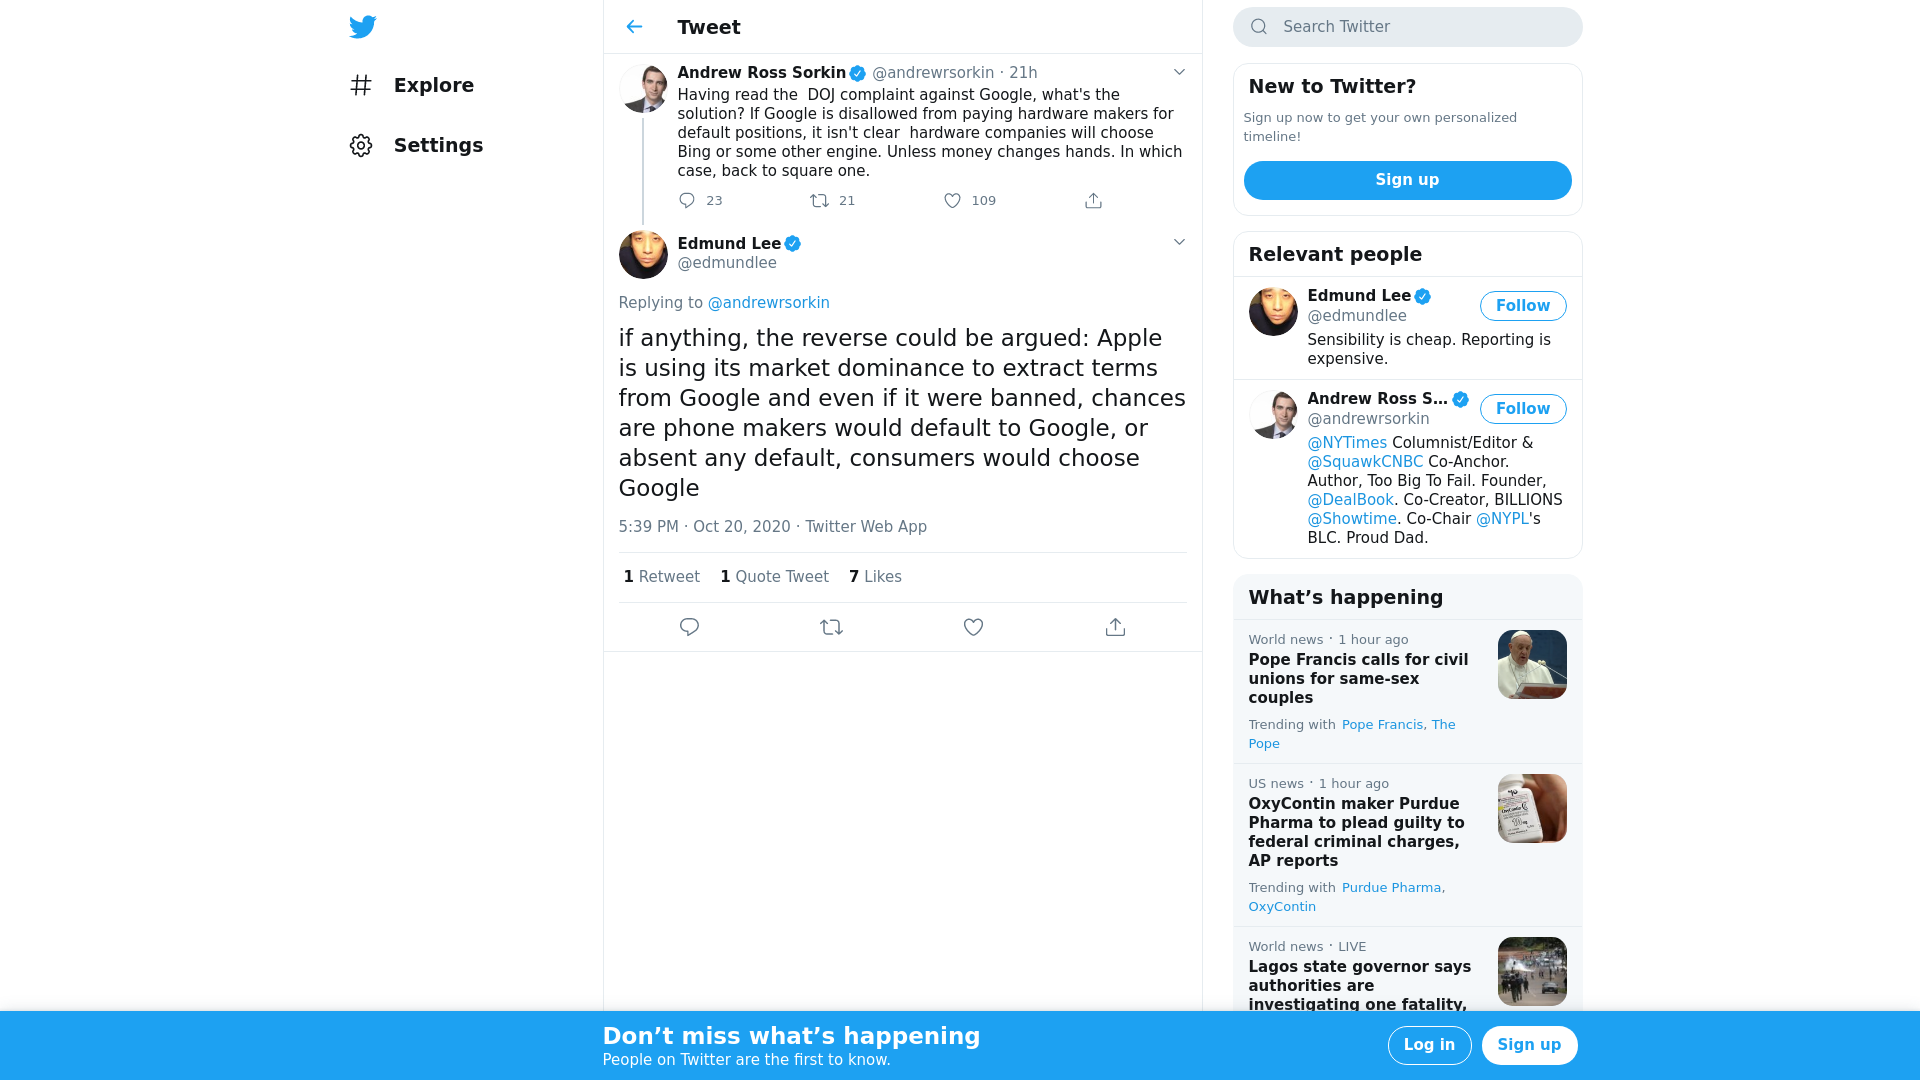 Explore
Settings
Tweet
Andrew Ross Sorkin @andrewrsorkin · 21h
Having read the  DOJ complaint against Google, what's the
solution? If Google is disallowed from paying hardware makers for
default positions, it isn't clear  hardware companies will choose
Bing or some other engine. Unless money changes hands. In which
case, back to square one.
23 21 109
Edmund Lee
@edmundlee
Replying to @andrewrsorkin
if anything, the reverse could be argued: Apple
is using its market dominance to extract terms
from Google and even if it were banned, chances
are phone makers would default to Google, or
absent any default, consumers would choose
Google
5:39 PM · Oct 20, 2020 · Twitter Web App
1 Retweet 1 Quote Tweet 7 Likes
Search Twitter
New to Twitter?
Sign up now to get your own personalized
timeline!
Sign up
Relevant people
Edmund Lee
@edmundlee
Follow
Sensibility is cheap. Reporting is
expensive.
Andrew Ross S...
@andrewrsorkin
Follow
@NYTimes Columnist/Editor &
@SquawkCNBC Co-Anchor.
Author, Too Big To Fail. Founder,
@DealBook. Co-Creator, BILLIONS
@Showtime. Co-Chair @NYPL's
BLC. Proud Dad.
What’s happening
World news · 1 hour ago
Pope Francis calls for civil
unions for same-sex
couples
Trending with Pope Francis, The
Pope
US news · 1 hour ago
OxyContin maker Purdue
Pharma to plead guilty to
federal criminal charges,
AP reports
Trending with Purdue Pharma,
OxyContin
World news · LIVE
Lagos state governor says
authorities are
investigating one fatality,
Don’t miss what’s happening
People on Twitter are the first to know.
Log in
Sign up